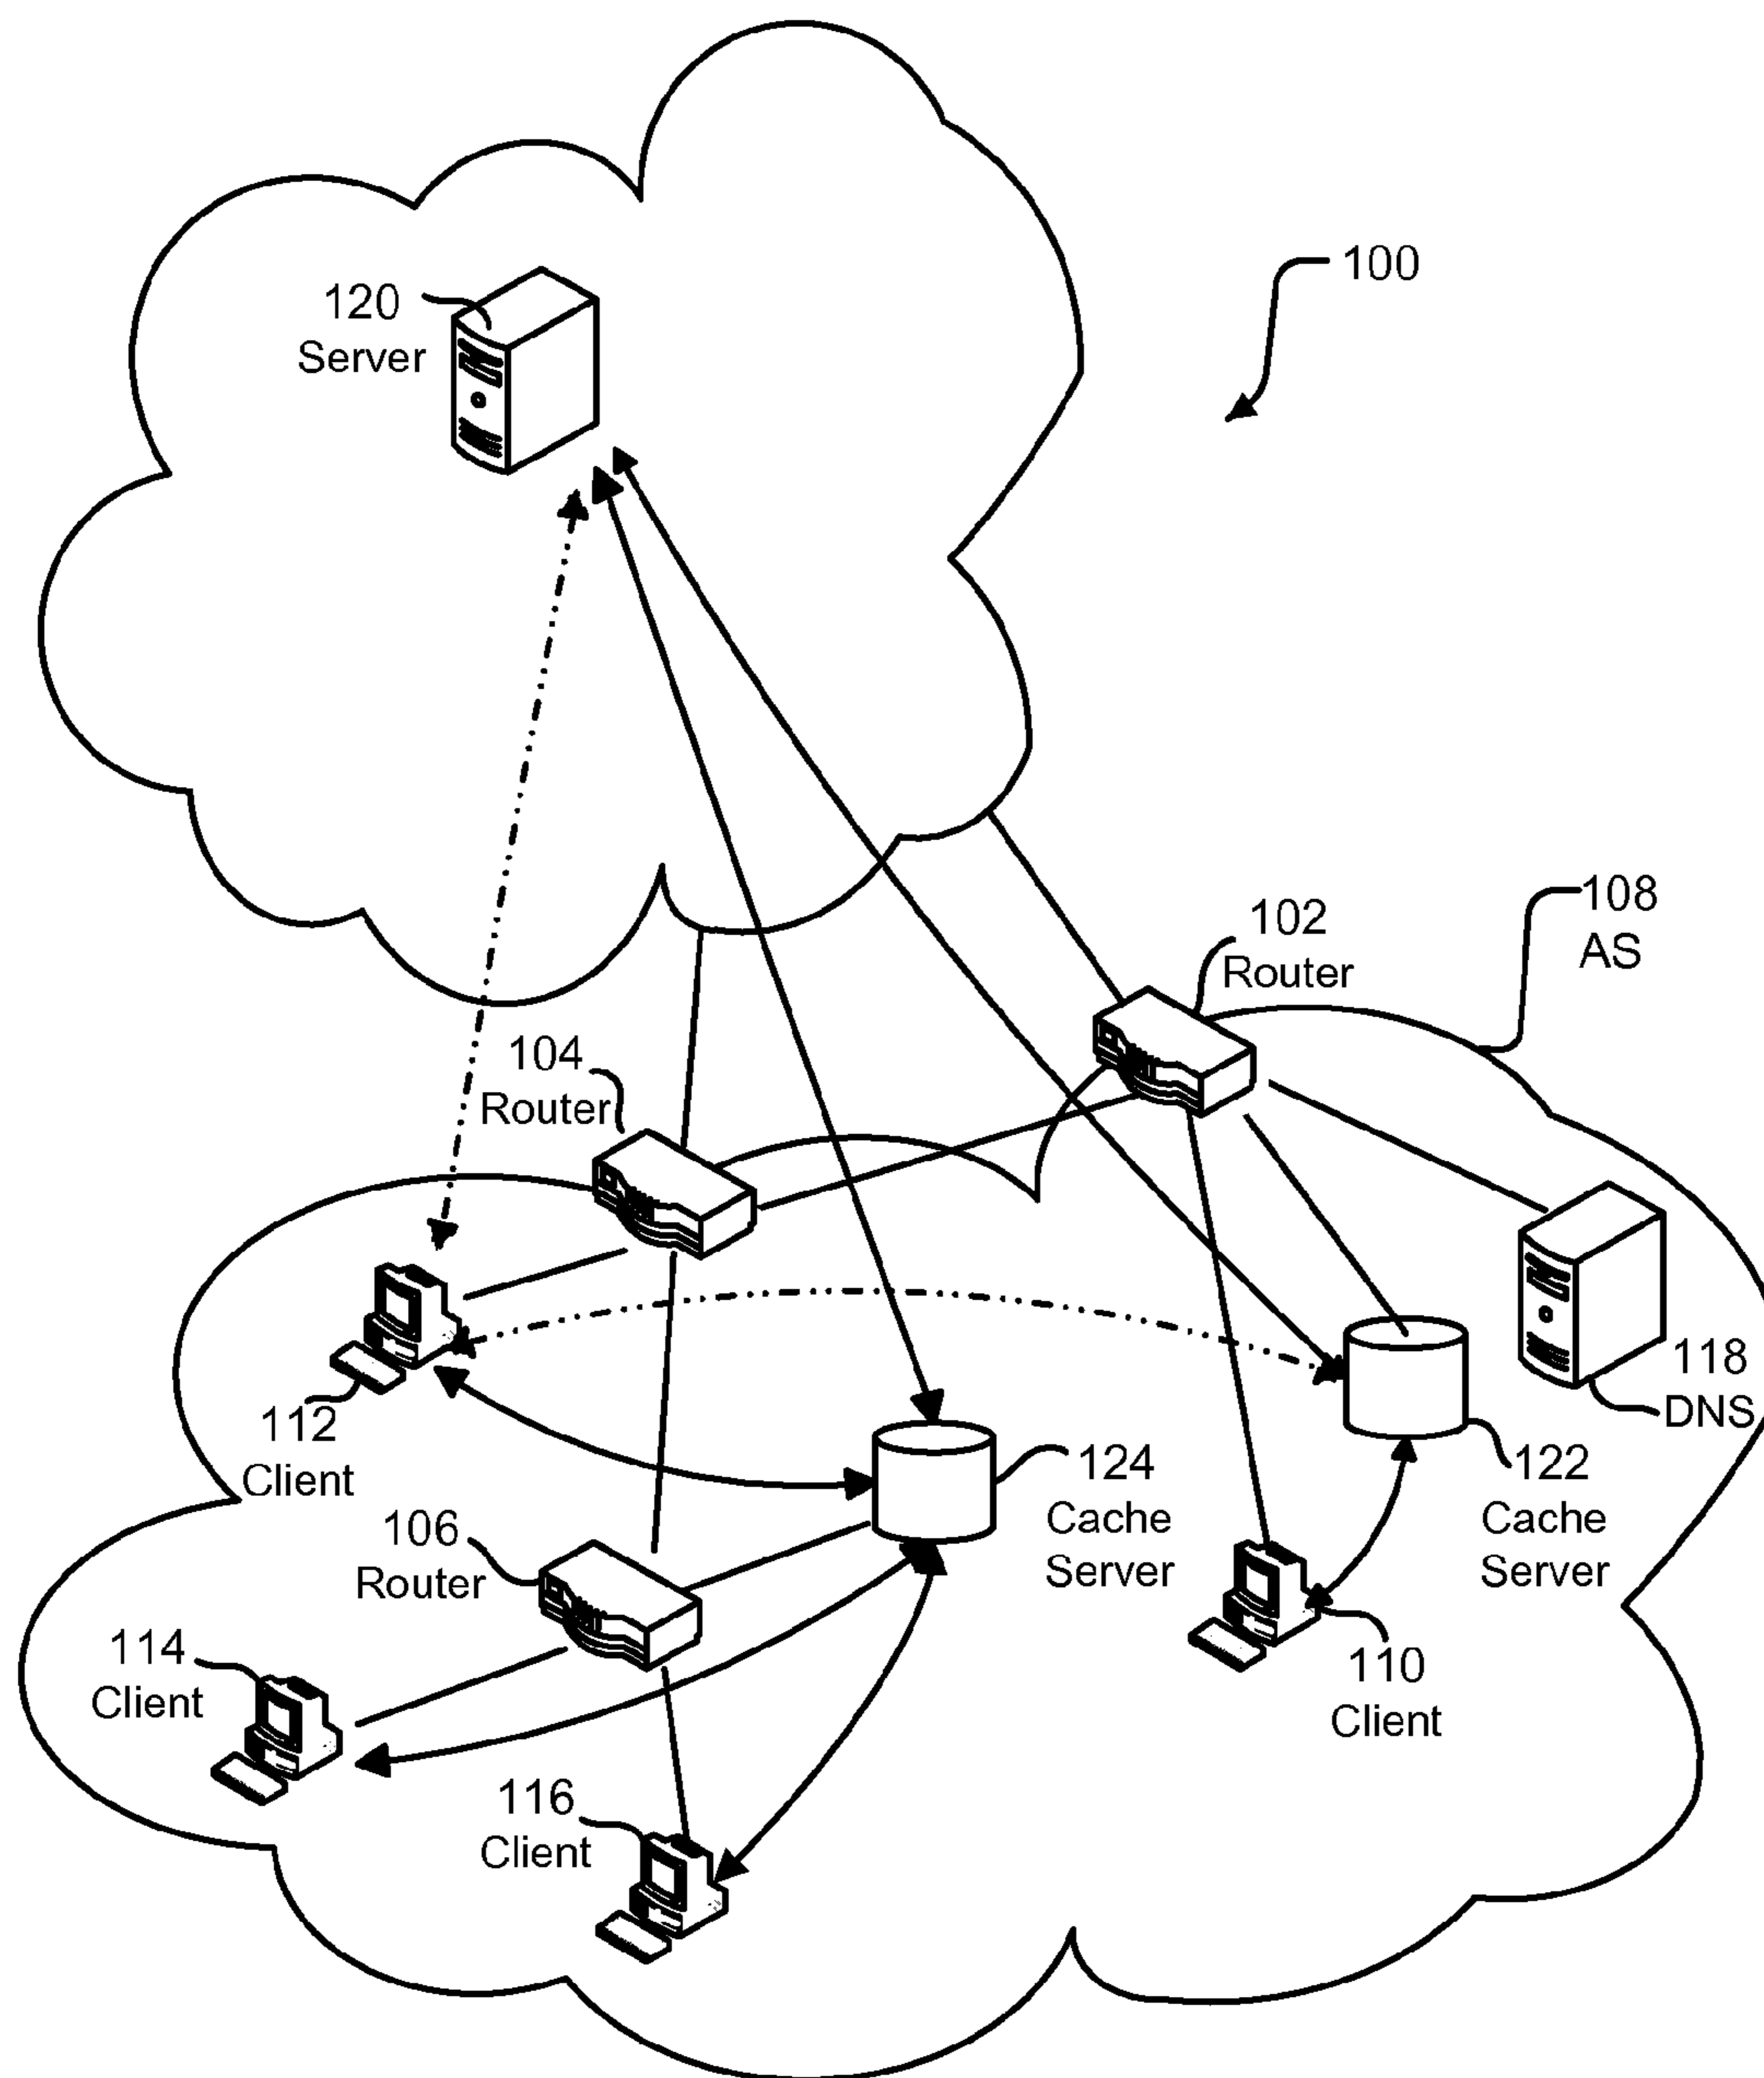 100
120
Server
108
AS
102
Router
104
Router
118
DNS
112
Client
124
Cache
Server
122
Cache
Server
106
Router
114
Client
110
Client
116
Client